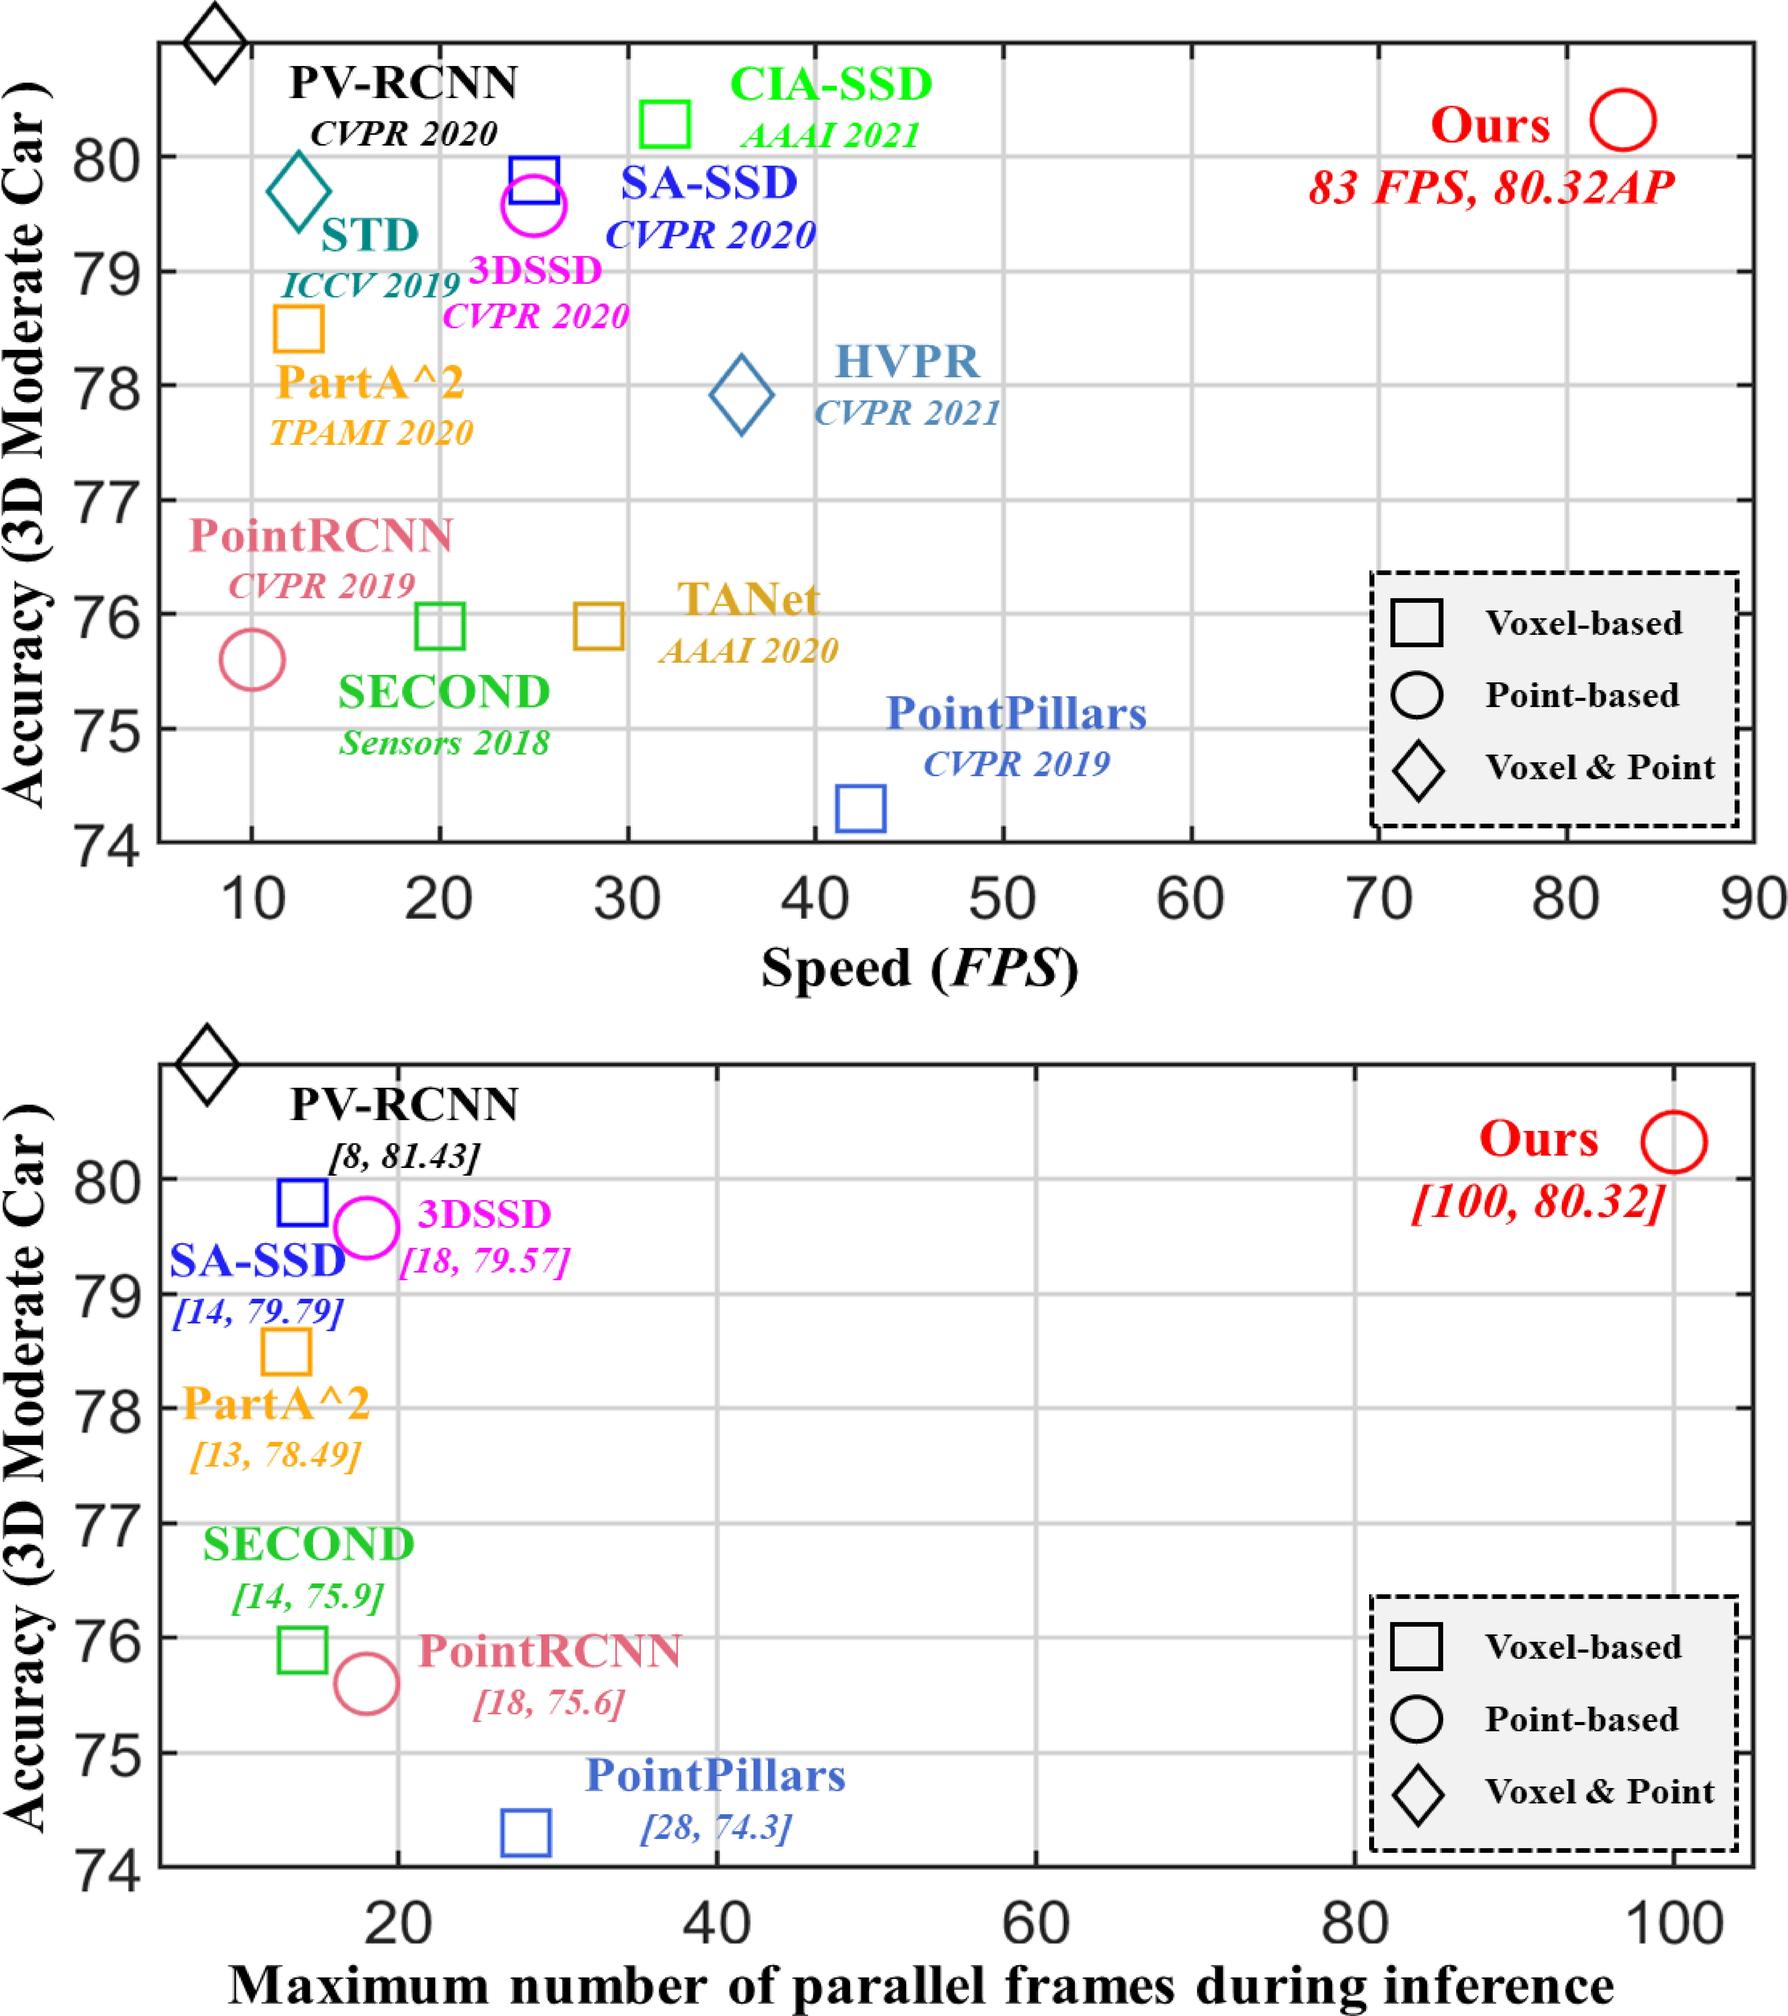 PV-RCNN
CVPR 2020
CIA-SSD
AAAI 2021
Ours
83 FPS, 80.32AP
STD
ICCV 2019
SA-SSD
CVPR 2020
3DSSD
CVPR 2020
PartA^2
TPAMI 2020
HVPR
CVPR 2021
PointRCNN
CVPR 2019
SECOND
Sensors 2018
TANet
AAAI 2020
PointPillars
CVPR 2019
Voxel-based
Point-based
Voxel & Point
Accuracy (3D Moderate Car )
80
79
78
77
76
75
74
10 20 30 40 50 60 70 80 90
Speed (FPS)
PV-RCNN
[8, 81.43]
Ours
[100, 80.32]
3DSSD
[18, 79.57]
SA-SSD
[14, 79.79]
PartA^2
[13, 78.49]
SECOND
[14, 75.9]
PointRCNN
[18, 75.6]
PointPillars
[28, 74.3]
Voxel-based
Point-based
Voxel & Point
Accuracy (3D Moderate Car )
80
79
78
77
76
75
74
20 40 60 80 100
Maximum number of parallel frames during inference